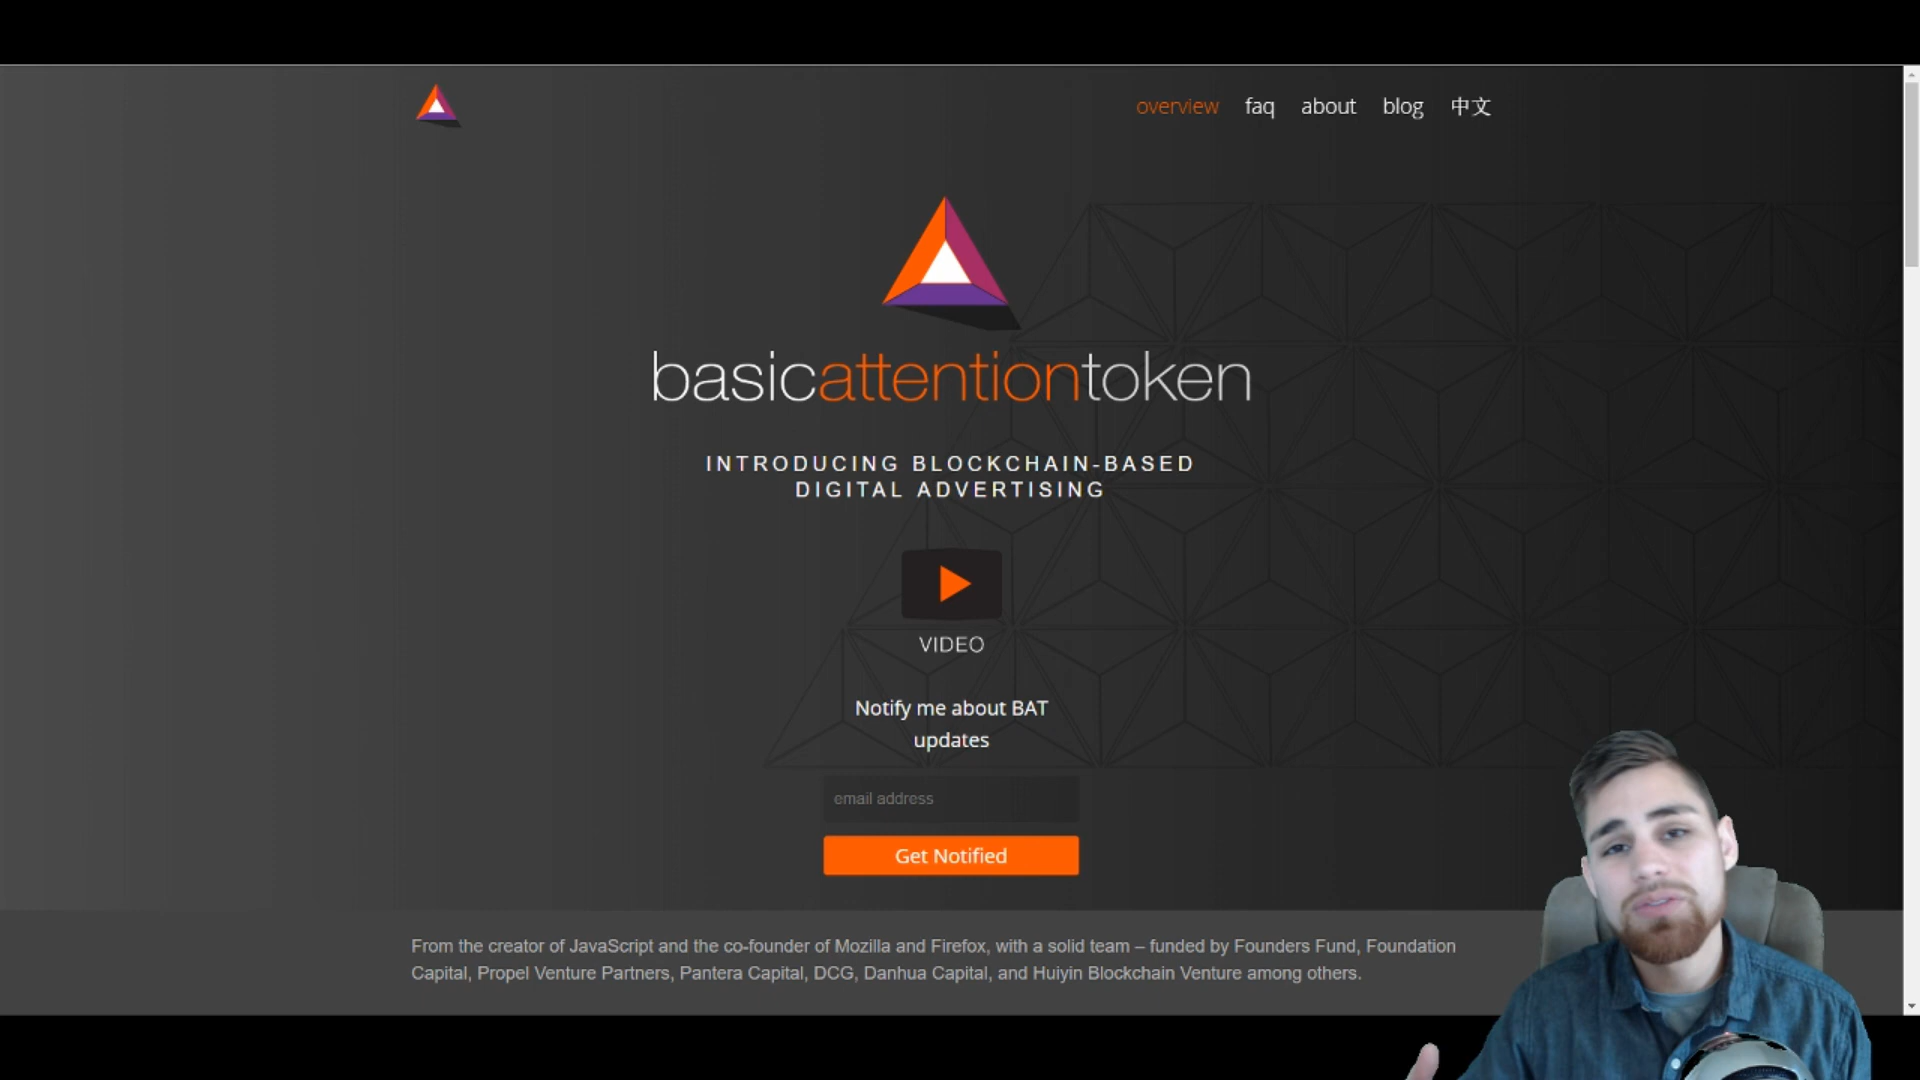 overview faq about blog 中文
basicattentiontoken
INTRODUCING BLOCKCHAIN-BASED
DIGITAL ADVERTISING
VIDEO
Notify me about BAT
updates
email address
Get Notified
From the creator of JavaScript and the co-founder of Mozilla and Firefox, with a solid team – funded by Founders Fund, Foundation
Capital, Propel Venture Partners, Pantera Capital, DCG, Danhua Capital, and Huiyin Blockchain Venture among others.